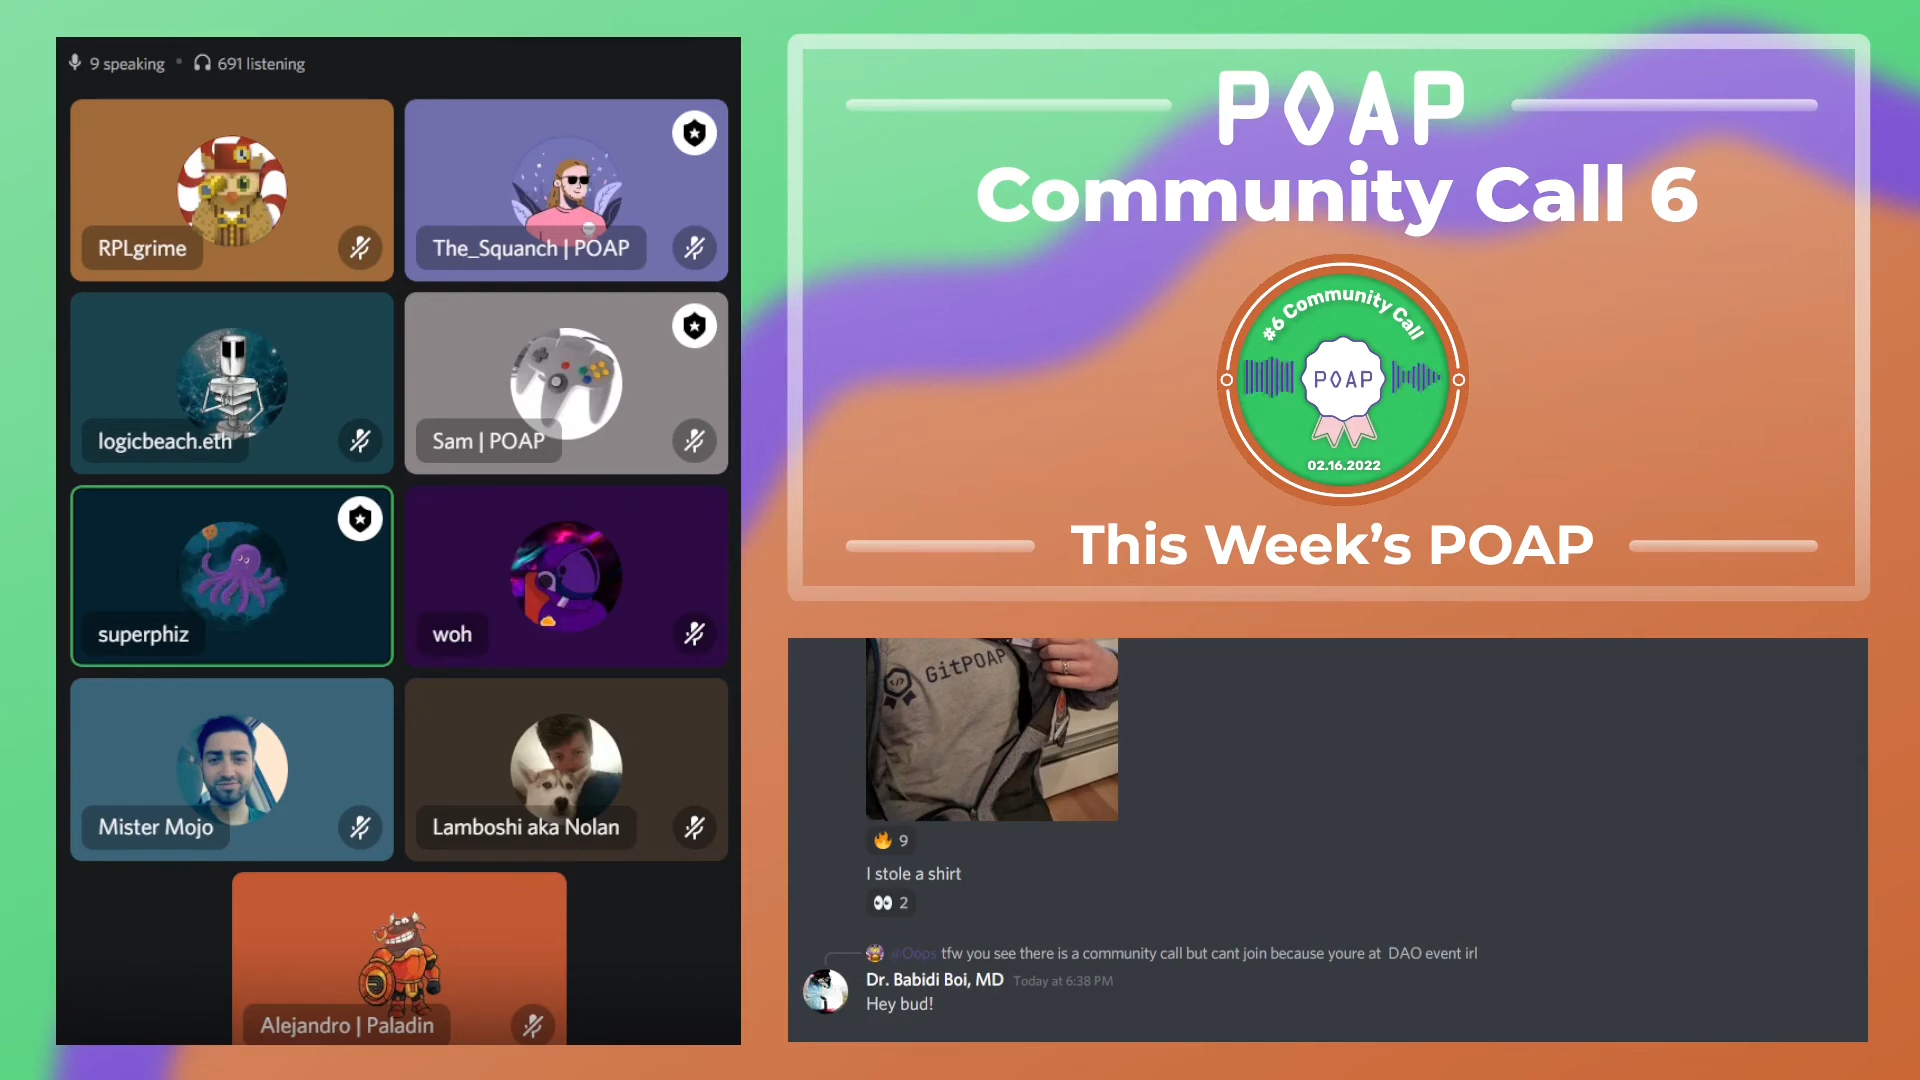 9 speaking • 691 listening
RPLgrime
The_Squanch | POAP
logicbeach.eth
Sam | POAP
superphiz
woh
Mister Mojo
Lamboshi aka Nolan
Alejandro | Paladin
POAP
Community Call 6
#6 Community Call
POAP
02.16.2022
This Week's POAP
GitPOAP
🔥 9
I stole a shirt
👀 2
@Oops tfw you see there is a community call but cant join because youre at DAO event irl
Dr. Babidi Boi, MD Today at 6:38 PM
Hey bud!